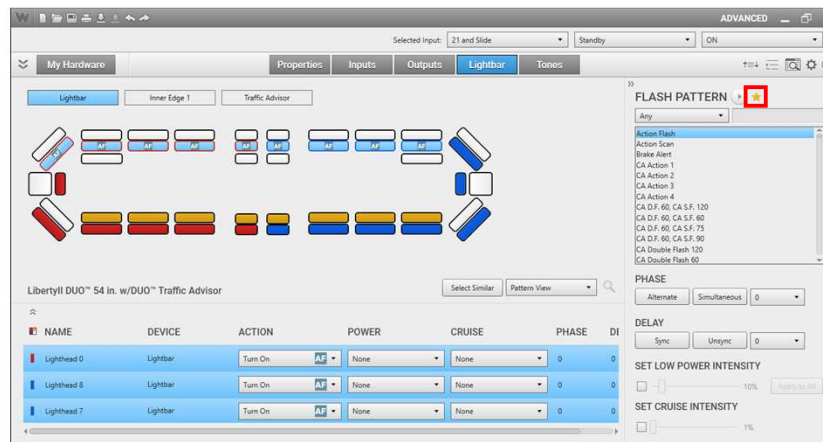 W
ADVANCED
Selected Input: 21 and Slide Standby ON
My Hardware Properties Inputs Outputs Lightbar Tones
Lightbar Inner Edge 1 Traffic Advisor
AF AF AF AF AF AF AF AF AF
LibertyII DUO™ 54 in. w/DUO™ Traffic Advisor
Select Similar Pattern View
NAME DEVICE ACTION POWER CRUISE PHASE DE
Lighthead 0 Lightbar Turn On AF None None 0 0
Lighthead 8 Lightbar Turn On AF None None 0 0
Lighthead 7 Lightbar Turn On AF None None 0 0
FLASH PATTERN
Any
Action Flash
Action Scan
Brake Alert
CA Action 1
CA Action 2
CA Action 3
CA Action 4
CA D.F. 60, CA S.F. 120
CA D.F. 60, CA S.F. 60
CA D.F. 60, CA S.F. 75
CA D.F. 60, CA S.F. 90
CA Double Flash 120
CA Double Flash 60
PHASE
Alternate Simultaneous 0
DELAY
Sync Unsync 0
SET LOW POWER INTENSITY
10% Apply to All
SET CRUISE INTENSITY
1%